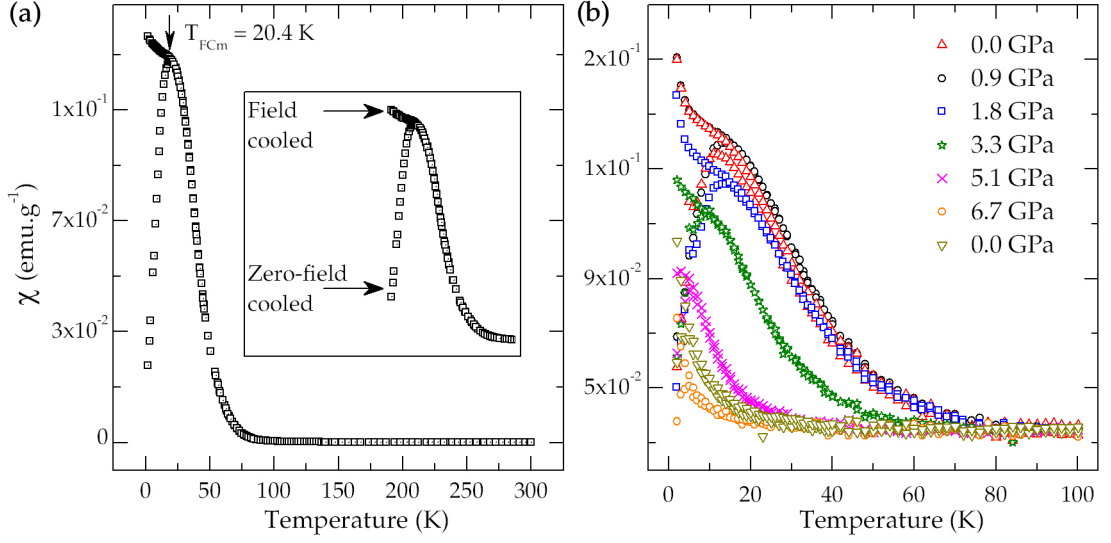 (a)
T_FCm = 20.4 K
Field
cooled
Zero-field
cooled
χ (emu.g⁻¹)
1x10⁻¹
7x10⁻²
3x10⁻²
0
0 50 100 150 200 250 300
Temperature (K)
(b)
0.0 GPa
0.9 GPa
1.8 GPa
3.3 GPa
5.1 GPa
6.7 GPa
0.0 GPa
2x10⁻¹
1x10⁻¹
9x10⁻²
5x10⁻²
0 20 40 60 80 100
Temperature (K)